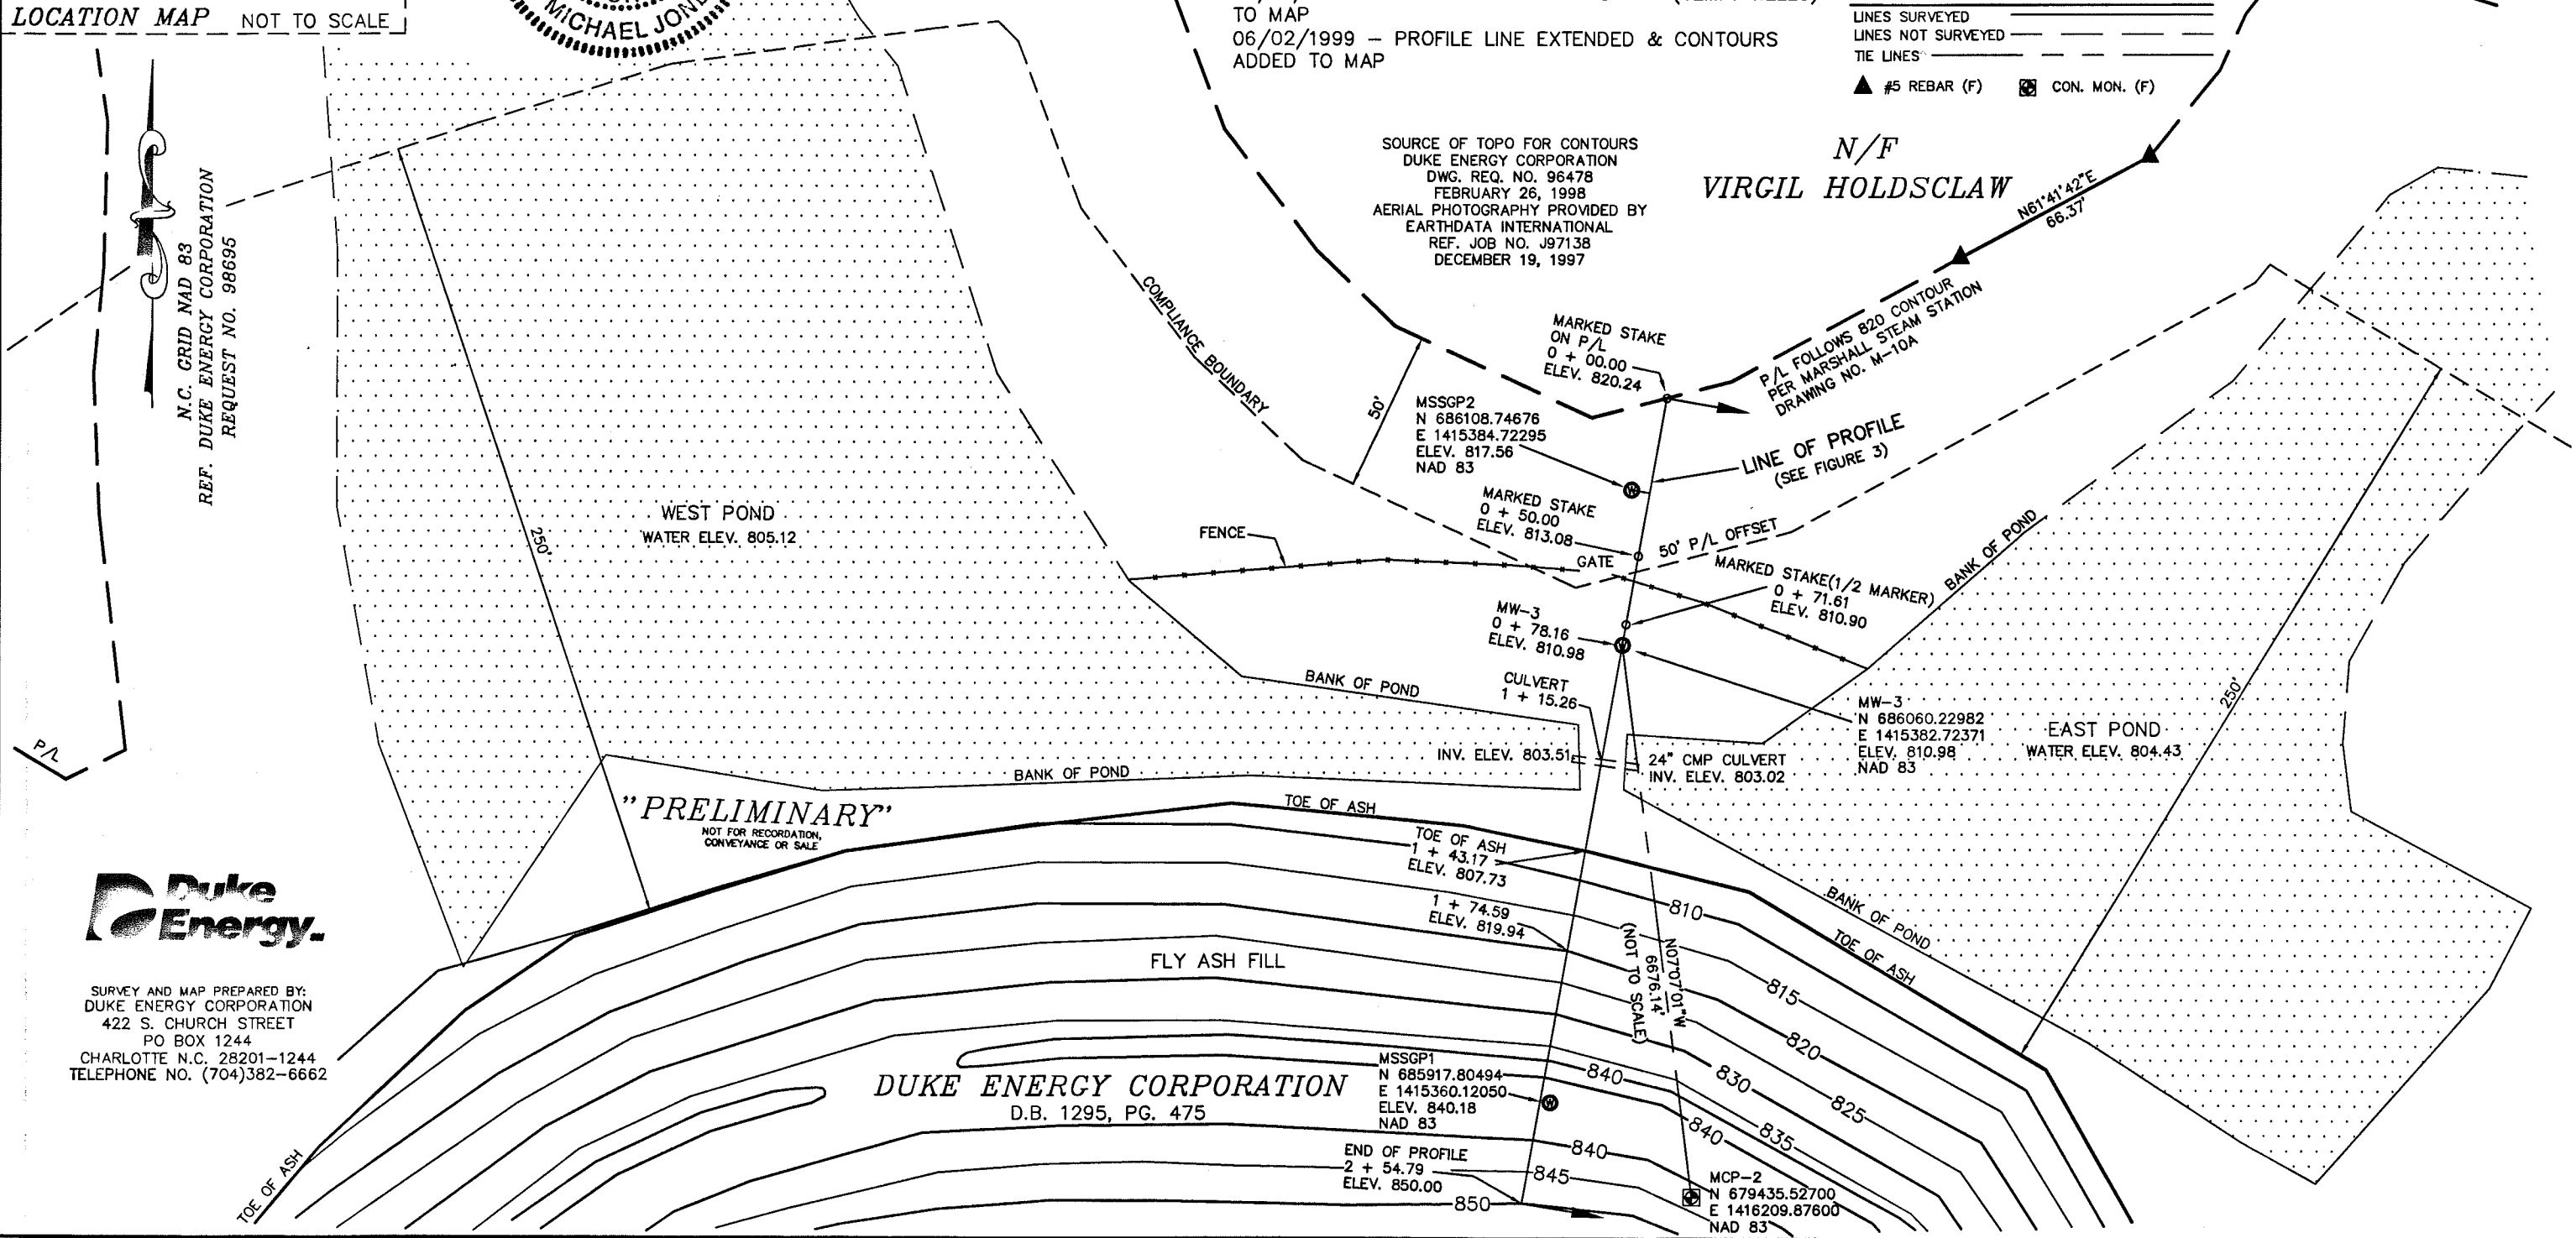 LOCATION MAP NOT TO SCALE
MICHAEL JON
TO MAP
06/02/1999 – PROFILE LINE EXTENDED & CONTOURS
ADDED TO MAP
LINES SURVEYED
LINES NOT SURVEYED
TIE LINES
#5 REBAR (F) CON. MON. (F)
N.C. GRID NAD 83
REF. DUKE ENERGY CORPORATION
REQUEST NO. 98695
SOURCE OF TOPO FOR CONTOURS
DUKE ENERGY CORPORATION
DWG. REQ. NO. 96478
FEBRUARY 26, 1998
AERIAL PHOTOGRAPHY PROVIDED BY
EARTHDATA INTERNATIONAL
REF. JOB NO. J97138
DECEMBER 19, 1997
N/F
VIRGIL HOLDSCLAW
N61°41'42"E
66.37'
COMPLIANCE BOUNDARY
50'
MARKED STAKE
ON P/L
0 + 00.00
ELEV. 820.24
P/L FOLLOWS 820 CONTOUR
PER MARSHALL STEAM STATION
DRAWING NO. M-10A
MSSGP2
N 686108.74676
E 1415384.72295
ELEV. 817.56
NAD 83
LINE OF PROFILE
(SEE FIGURE 3)
MARKED STAKE
0 + 50.00
ELEV. 813.08
50' P/L OFFSET
WEST POND
WATER ELEV. 805.12
250'
FENCE
GATE
MARKED STAKE(1/2 MARKER)
0 + 71.61
ELEV. 810.90
BANK OF POND
MW-3
0 + 78.16
ELEV. 810.98
BANK OF POND
CULVERT
1 + 15.26
MW-3
N 686060.22982
E 1415382.72371
ELEV. 810.98
NAD 83
EAST POND
WATER ELEV. 804.43
250'
P/L
INV. ELEV. 803.51
24" CMP CULVERT
INV. ELEV. 803.02
BANK OF POND
"PRELIMINARY"
NOT FOR RECORDATION,
CONVEYANCE OR SALE
TOE OF ASH
TOE OF ASH
1 + 43.17
ELEV. 807.73
1 + 74.59
ELEV. 819.94
810
BANK OF POND
TOE OF ASH
Duke
Energy
SURVEY AND MAP PREPARED BY:
DUKE ENERGY CORPORATION
422 S. CHURCH STREET
PO BOX 1244
CHARLOTTE N.C. 28201-1244
TELEPHONE NO. (704)382-6662
FLY ASH FILL
N07°07'01"W
6676.14'
(NOT TO SCALE)
815
820
830
825
840
835
840
DUKE ENERGY CORPORATION
D.B. 1295, PG. 475
MSSGP1
N 685917.80494
E 1415360.12050
ELEV. 840.18
NAD 83
END OF PROFILE
2 + 54.79
ELEV. 850.00
840
845
850
MCP-2
N 679435.52700
E 1416209.87600
NAD 83
TOE OF ASH